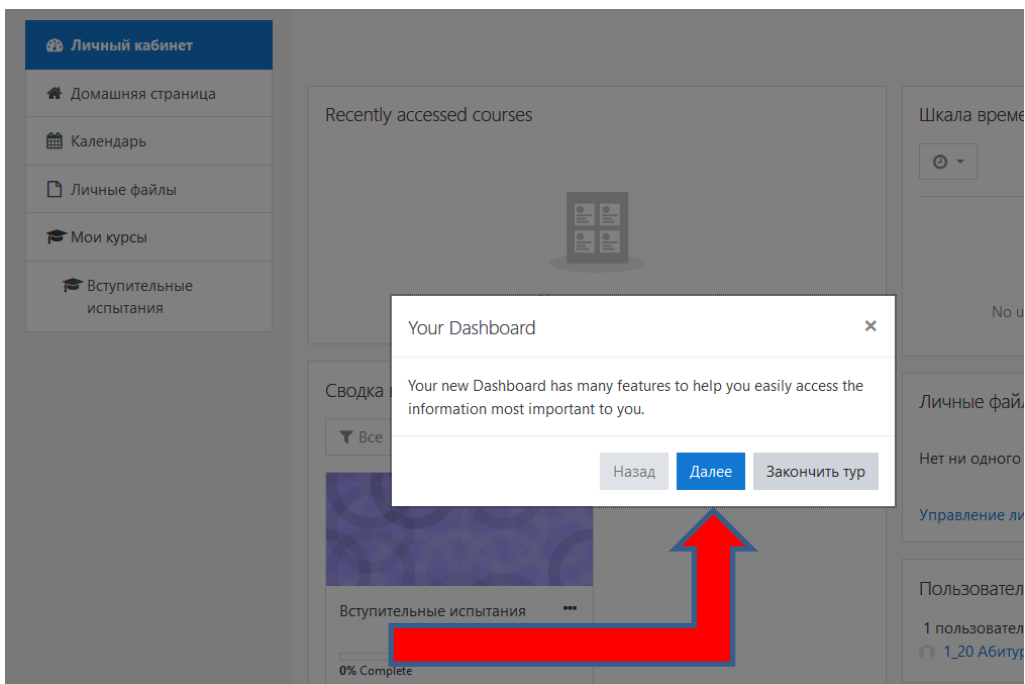 Личный кабинет
Домашняя страница
Календарь
Личные файлы
Мои курсы
Вступительные
испытания
Recently accessed courses
Шкала време
No u
Your Dashboard
×
Your new Dashboard has many features to help you easily access the
information most important to you.
Назад
Далее
Закончить тур
Сводка
Все
Вступительные испытания
0% Complete
Личные фай
Нет ни одного
Управление ли
Пользовател
1 пользовател
1_20 Абитур